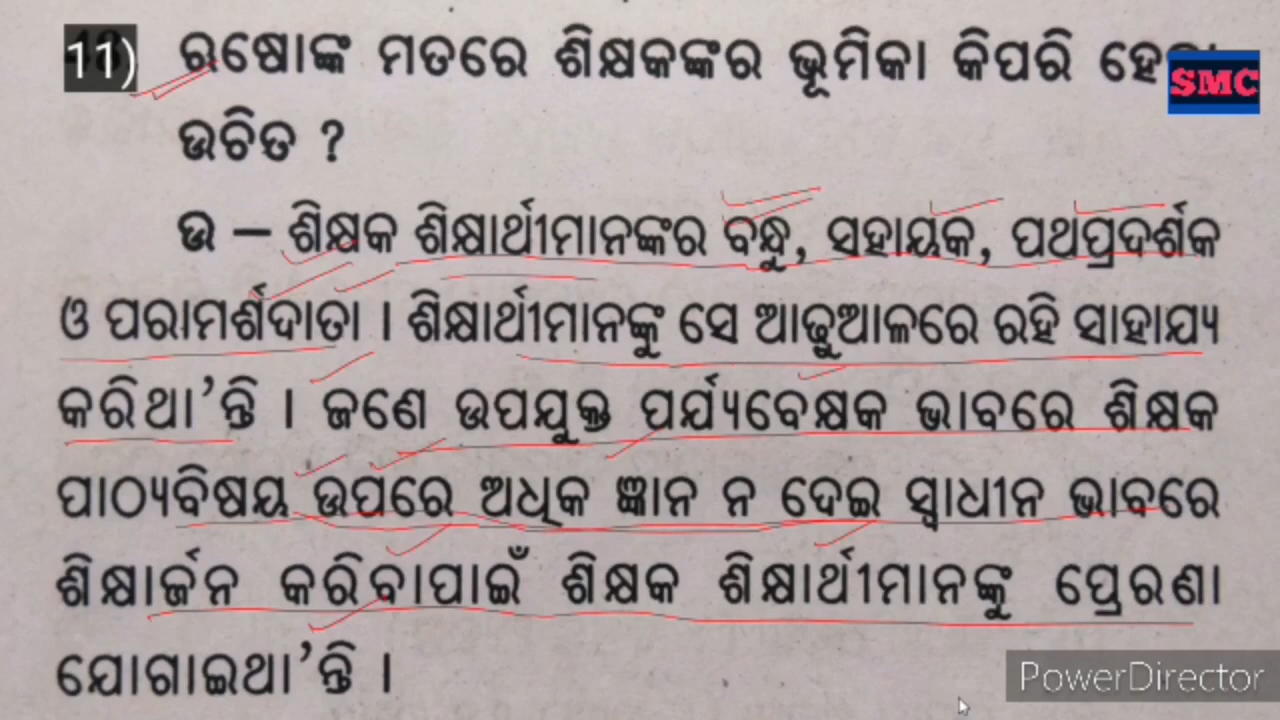 11) ଋଷୋଙ୍କ ମତରେ ଶିକ୍ଷକଙ୍କର ଭୂମିକା କିପରି
SMC
ଉଚିତ ?
ଉ – ଶିକ୍ଷକ ଶିକ୍ଷାର୍ଥୀମାନଙ୍କର ବନ୍ଧୁ, ସହାୟକ, ପଥପ୍ରଦର୍ଶକ
ଓ ପରାମର୍ଶଦାତା । ଶିକ୍ଷାର୍ଥୀମାନଙ୍କୁ ସେ ଆଢୁଆଳରେ ରହି ସାହାଯ୍ୟ
କରିଥା'ନ୍ତି । ଜଣେ ଉପଯୁକ୍ତ ପର୍ଯ୍ୟବେକ୍ଷକ ଭାବରେ ଶିକ୍ଷକ
ପାଠ୍ୟବିଷୟ ଉପରେ ଅଧିକ ଜ୍ଞାନ ନ ଦେଇ ସ୍ୱାଧୀନ ଭାବରେ
ଶିକ୍ଷାର୍ଜନ କରିବାପାଇଁ ଶିକ୍ଷକ ଶିକ୍ଷାର୍ଥୀମାନଙ୍କୁ ପ୍ରେରଣା
ଯୋଗାଇଥା'ନ୍ତି ।
PowerDirector